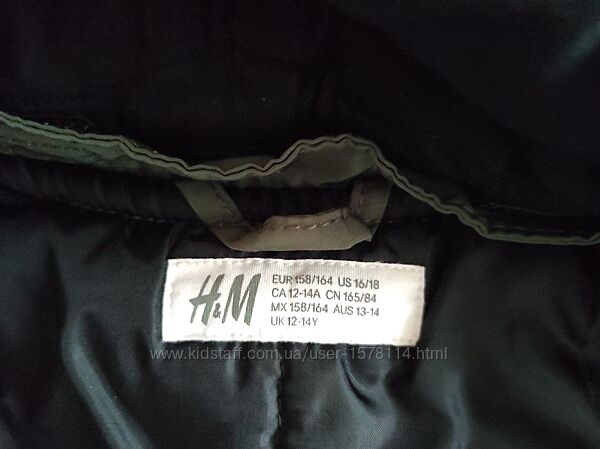 H&M
EUR 158/164 US 16/18
CA 12-14A CN 165/84
MX 158/164 AUS 13-14
UK 12-14Y
www.kidstaff.com.ua/user-1578114.html